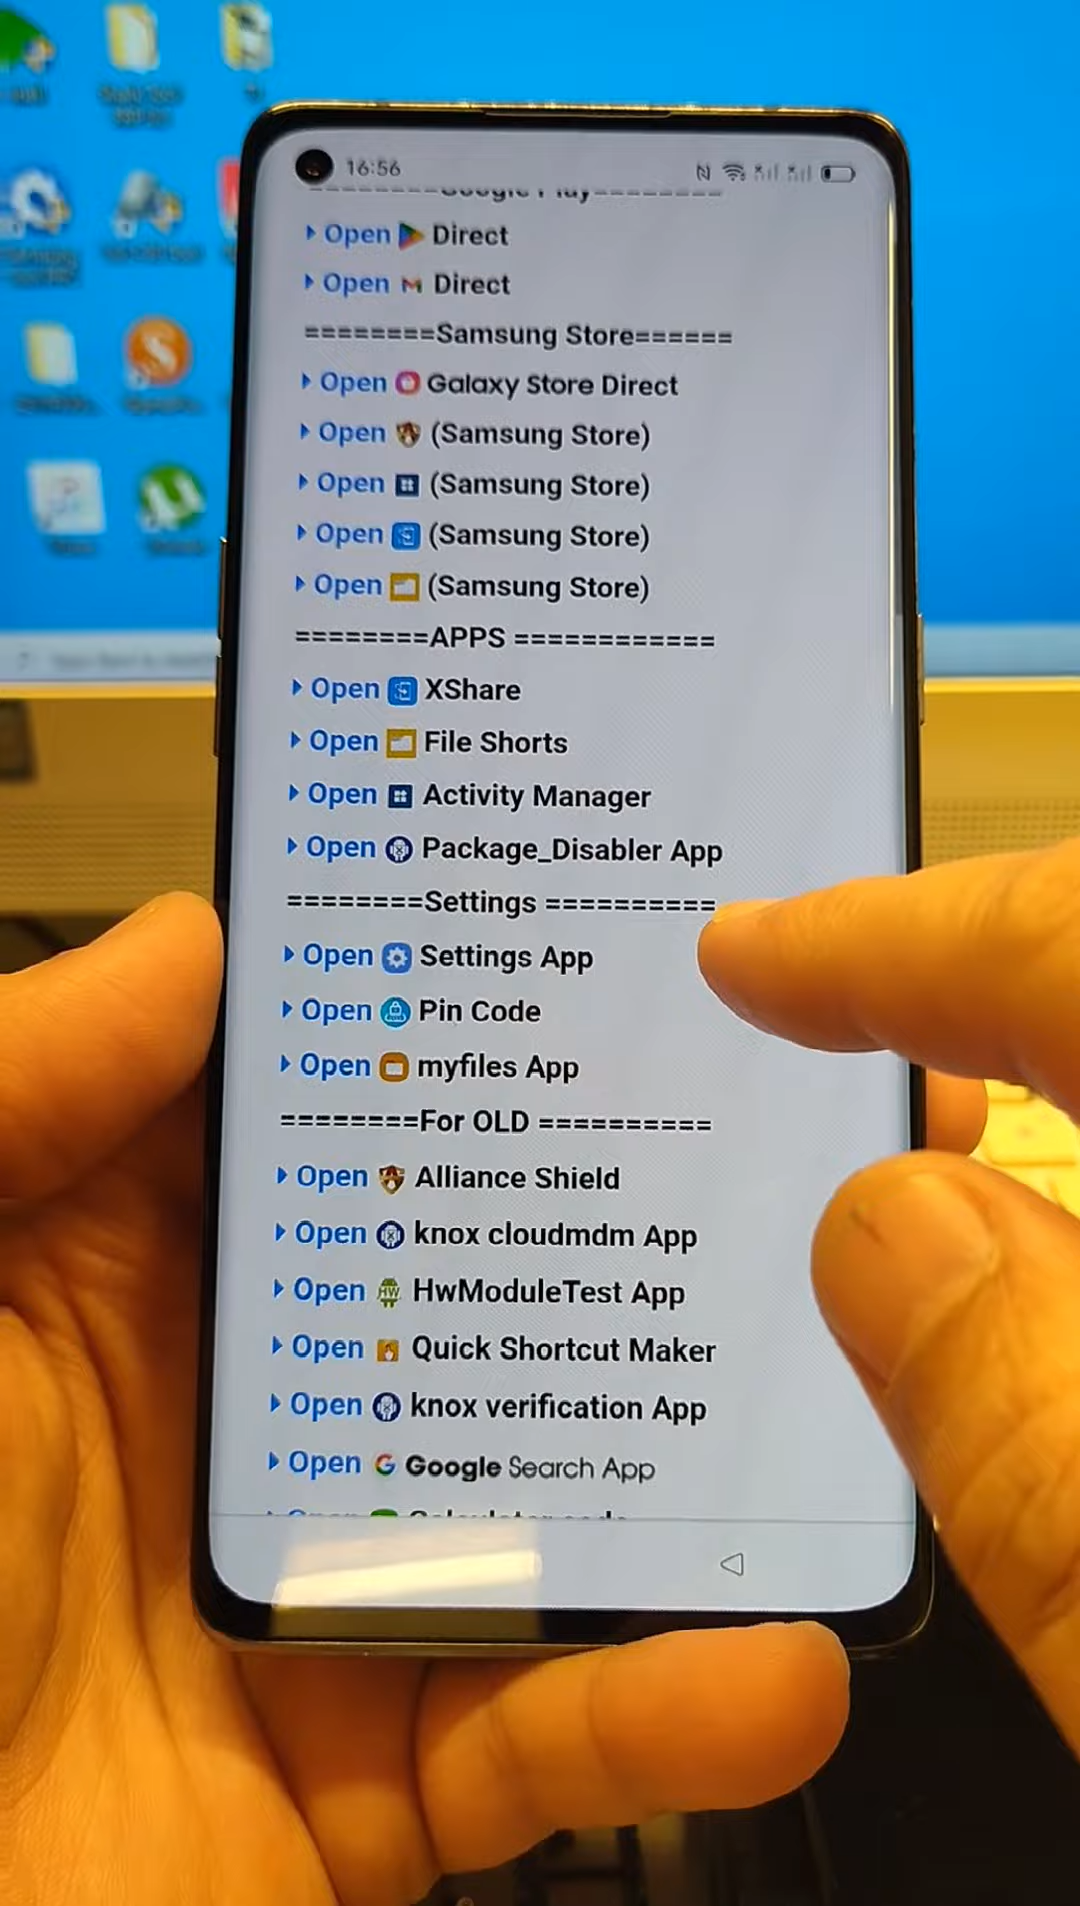 16:56
Open Direct
Open Direct
========Samsung Store======
Open Galaxy Store Direct
Open (Samsung Store)
Open (Samsung Store)
Open (Samsung Store)
Open (Samsung Store)
========APPS ============
Open XShare
Open File Shorts
Open Activity Manager
Open Package_Disabler App
========Settings ==========
Open Settings App
Open Pin Code
Open myfiles App
========For OLD ==========
Open Alliance Shield
Open knox cloudmdm App
Open HW HwModuleTest App
Open Quick Shortcut Maker
Open knox verification App
Open Google Search App